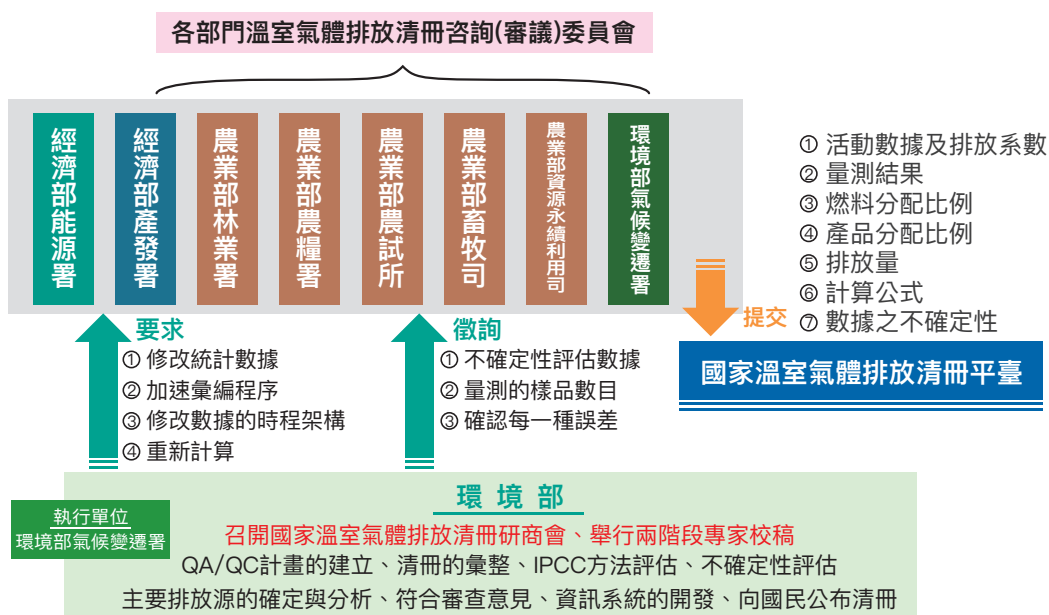 各部門溫室氣體排放清冊咨詢(審議)委員會
經濟部能源署
經濟部產發署
農業部林業署
農業部農糧署
農業部農試所
農業部畜牧司
農業部資源永續利用司
環境部氣候變遷署
① 活動數據及排放系數
② 量測結果
③ 燃料分配比例
④ 產品分配比例
⑤ 排放量
⑥ 計算公式
⑦ 數據之不確定性
提交
國家溫室氣體排放清冊平臺
要求
① 修改統計數據
② 加速彙編程序
③ 修改數據的時程架構
④ 重新計算
徵詢
① 不確定性評估數據
② 量測的樣品數目
③ 確認每一種誤差
執行單位
環境部氣候變遷署
環境部
召開國家溫室氣體排放清冊研商會、舉行兩階段專家校稿
QA/QC計畫的建立、清冊的彙整、IPCC方法評估、不確定性評估
主要排放源的確定與分析、符合審查意見、資訊系統的開發、向國民公布清冊